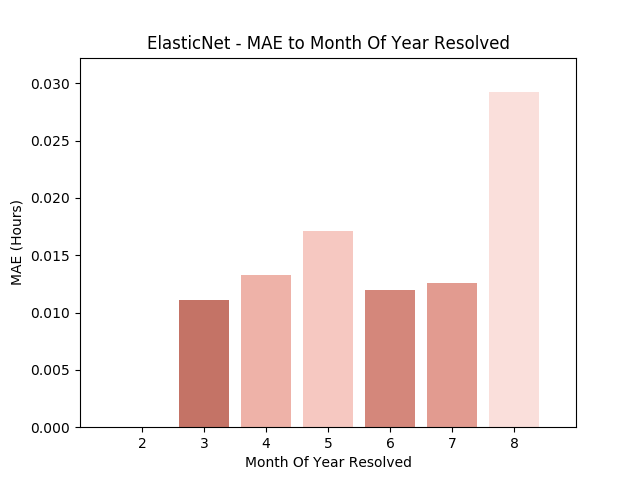 ElasticNet - MAE to Month Of Year Resolved
MAE (Hours)
0.030
0.025
0.020
0.015
0.010
0.005
0.000
2 3 4 5 6 7 8
Month Of Year Resolved